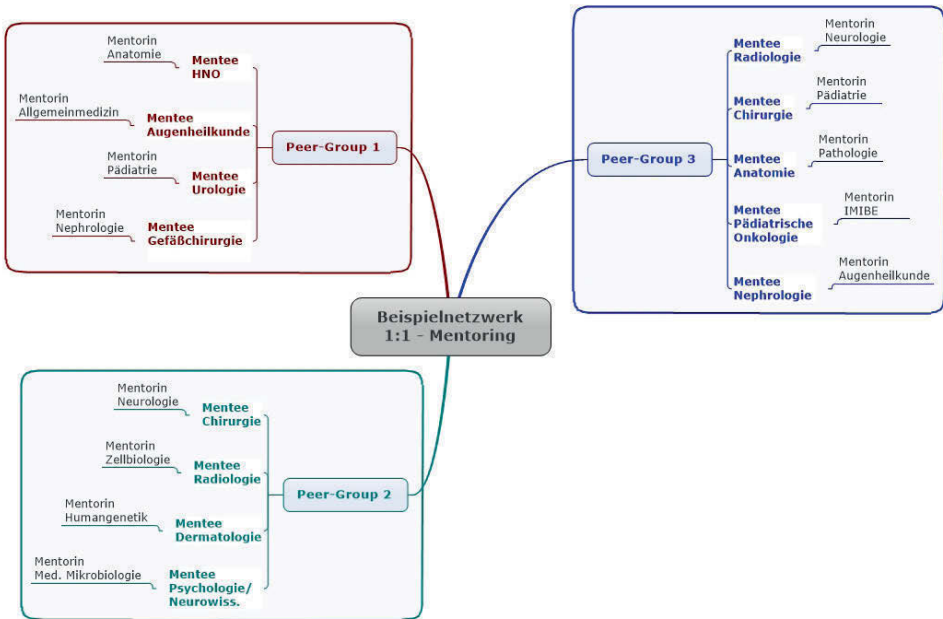 Mentorin
Anatomie
Mentee
HNO
Mentorin
Allgemeinmedizin
Mentee
Augenheilkunde
Mentorin
Pädiatrie
Mentee
Urologie
Mentorin
Nephrologie
Mentee
Gefäßchirurgie
Peer-Group 1
Mentee
Radiologie
Mentorin
Neurologie
Mentee
Chirurgie
Mentorin
Pädiatrie
Mentee
Anatomie
Mentorin
Pathologie
Mentee
Pädiatrische
Onkologie
Mentorin
IMIBE
Mentee
Nephrologie
Mentorin
Augenheilkunde
Peer-Group 3
Beispielnetzwerk
1:1 - Mentoring
Mentorin
Neurologie
Mentee
Chirurgie
Mentorin
Zellbiologie
Mentee
Radiologie
Mentorin
Humangenetik
Mentee
Dermatologie
Mentorin
Med. Mikrobiologie
Mentee
Psychologie/
Neurowiss.
Peer-Group 2